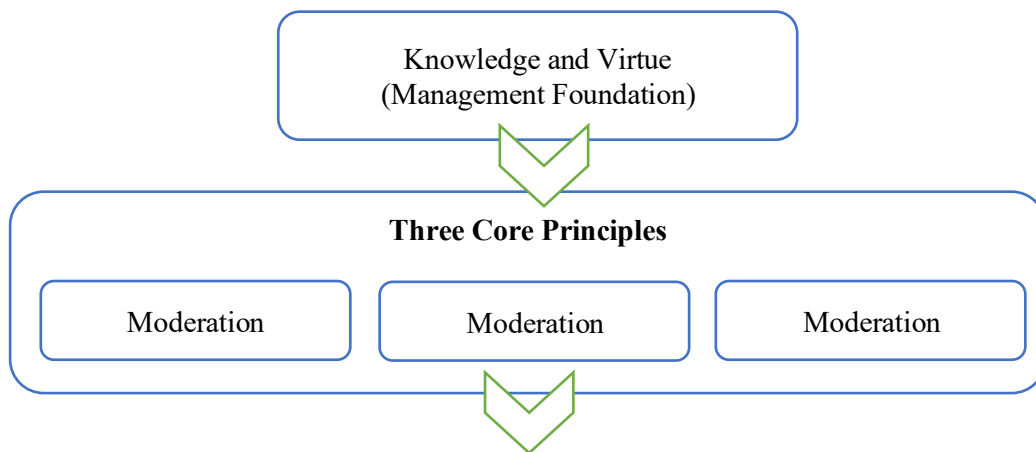 Knowledge and Virtue
(Management Foundation)
Three Core Principles
Moderation
Moderation
Moderation